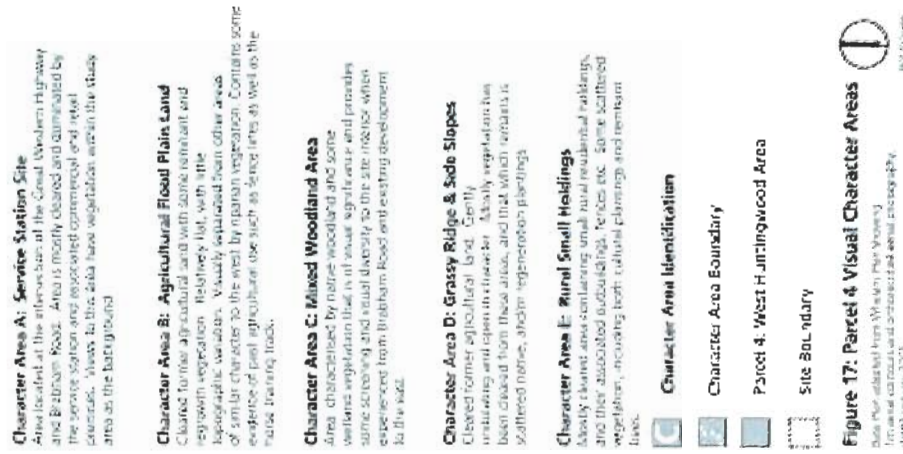 Character Area A: Service Station Site
Area located at the intersection of the Great Western Highway
and Brabham Road. Area is mostly cleared and dominated by
the service station and associated commercial and retail
premises. Views to this area have vegetation within the study
area as the background
Character Area B: Agricultural Flood Plain Land
Cleared former agricultural land with some remnant and
regrowth vegetation. Relatively flat, with little
topographic variation. Visually separated from other areas
of similar character to the west by riparian vegetation. Contains some
evidence of past agricultural use such as fence lines as well as the
horse training track.
Character Area C: Mixed Woodland Area
Area characterised by native woodland and some
wetland vegetation that is of visual significance and provides
some screening and visual diversity to the site interior when
experienced from Brabham Road and existing development
to the east.
Character Area D: Grassy Ridge & Side Slopes
Cleared former agricultural land. Gently
undulating and open in character. Mostly vegetation has
been cleared from these areas, and that which remains is
scattered native, and/or regeneration plantings
Character Area E: Rural Small Holdings
Mostly cleared area containing small rural residential holdings,
and their associated outbuildings, fences etc. Some scattered
vegetation, including both cultural plantings and remnant
trees.
C Character Area Identification
Character Area Boundary
Parcel 4: West Huntingwood Area
Site Boundary
Figure 17: Parcel 4 Visual Character Areas